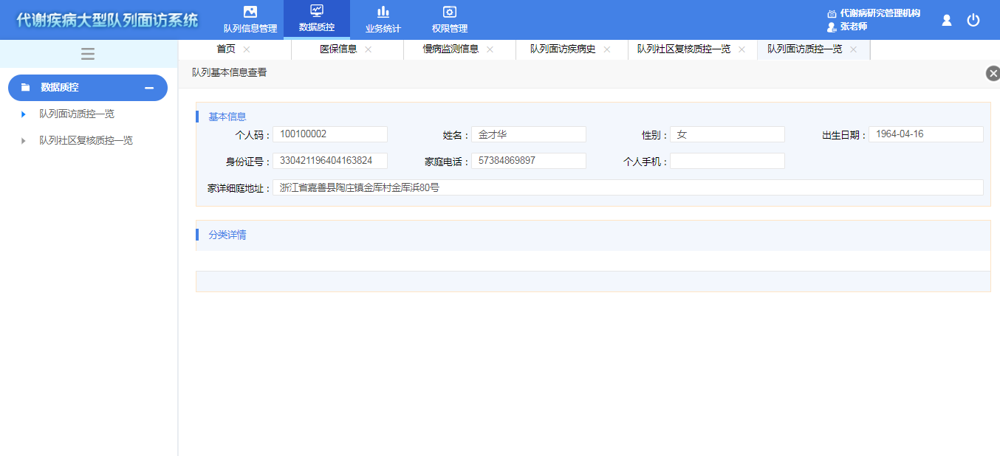 代谢疾病大型队列面访系统
队列信息管理 数据质控 业务统计 权限管理
代谢病研究管理机构
张老师
首页 医保信息 慢病监测信息 队列面访疾病史 队列社区复核质控一览 队列面访质控一览
数据质控
队列面访质控一览
队列社区复核质控一览
队列基本信息查看
基本信息
个人码： 100100002 姓名： 金才华 性别： 女 出生日期： 1964-04-16
身份证号： 330421196404163824 家庭电话： 57384869897 个人手机：
家详细庭地址： 浙江省嘉善县陶庄镇金厍村金厍浜80号
分类详情